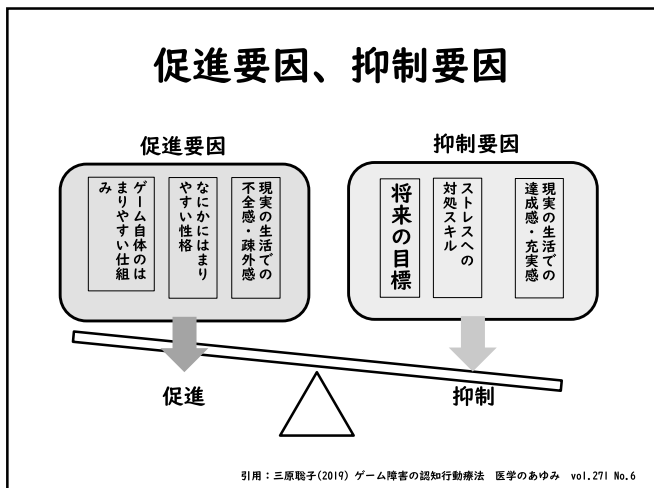 促進要因、抑制要因
促進要因
現実の生活での
不全感・疎外感
なにかにはまり
やすい性格
ゲーム自体のは
まりやすい仕組
み
抑制要因
現実の生活での
達成感・充実感
ストレスへの
対処スキル
将来の目標
促進
抑制
引用：三原聡子(2019) ゲーム障害の認知行動療法　医学のあゆみ　vol.271 No.6